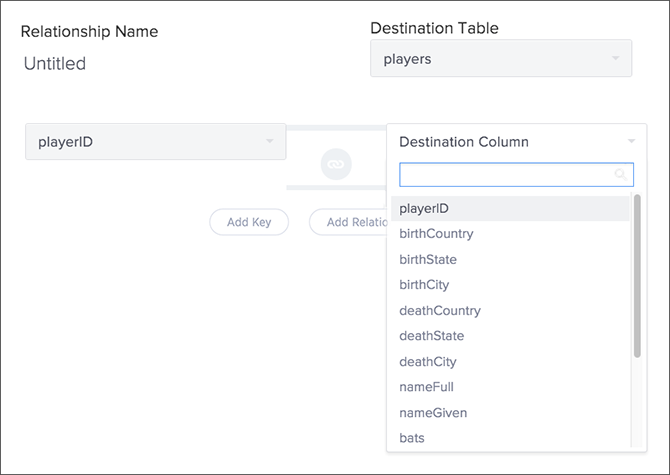 Relationship Name
Destination Table
Untitled
players
playerID
Destination Column
Add Key
Add Relatio
playerID
birthCountry
birthState
birthCity
deathCountry
deathState
deathCity
nameFull
nameGiven
bats